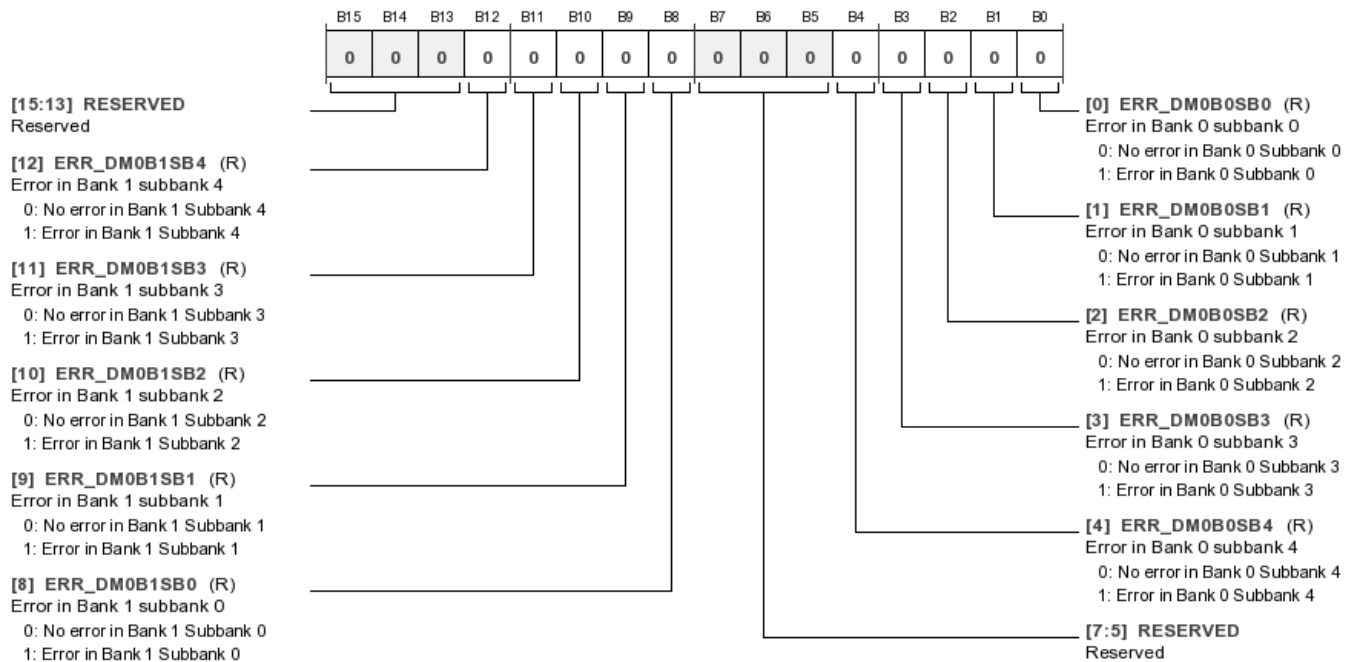 B15 B14 B13 B12 B11 B10 B9 B8 B7 B6 B5 B4 B3 B2 B1 B0
0 0 0 0 0 0 0 0 0 0 0 0 0 0 0 0
[15:13] RESERVED
Reserved
[12] ERR_DM0B1SB4 (R)
Error in Bank 1 subbank 4
0: No error in Bank 1 Subbank 4
1: Error in Bank 1 Subbank 4
[11] ERR_DM0B1SB3 (R)
Error in Bank 1 subbank 3
0: No error in Bank 1 Subbank 3
1: Error in Bank 1 Subbank 3
[10] ERR_DM0B1SB2 (R)
Error in Bank 1 subbank 2
0: No error in Bank 1 Subbank 2
1: Error in Bank 1 Subbank 2
[9] ERR_DM0B1SB1 (R)
Error in Bank 1 subbank 1
0: No error in Bank 1 Subbank 1
1: Error in Bank 1 Subbank 1
[8] ERR_DM0B1SB0 (R)
Error in Bank 1 subbank 0
0: No error in Bank 1 Subbank 0
1: Error in Bank 1 Subbank 0
[0] ERR_DM0B0SB0 (R)
Error in Bank 0 subbank 0
0: No error in Bank 0 Subbank 0
1: Error in Bank 0 Subbank 0
[1] ERR_DM0B0SB1 (R)
Error in Bank 0 subbank 1
0: No error in Bank 0 Subbank 1
1: Error in Bank 0 Subbank 1
[2] ERR_DM0B0SB2 (R)
Error in Bank 0 subbank 2
0: No error in Bank 0 Subbank 2
1: Error in Bank 0 Subbank 2
[3] ERR_DM0B0SB3 (R)
Error in Bank 0 subbank 3
0: No error in Bank 0 Subbank 3
1: Error in Bank 0 Subbank 3
[4] ERR_DM0B0SB4 (R)
Error in Bank 0 subbank 4
0: No error in Bank 0 Subbank 4
1: Error in Bank 0 Subbank 4
[7:5] RESERVED
Reserved